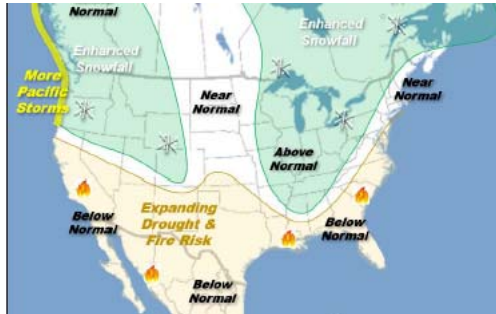 Normal
Enhanced
Snowfall
Enhanced
Snowfall
More
Pacific
Storms
Near
Normal
Near
Normal
Above
Normal
Expanding
Drought &
Fire Risk
Below
Normal
Below
Normal
Below
Normal